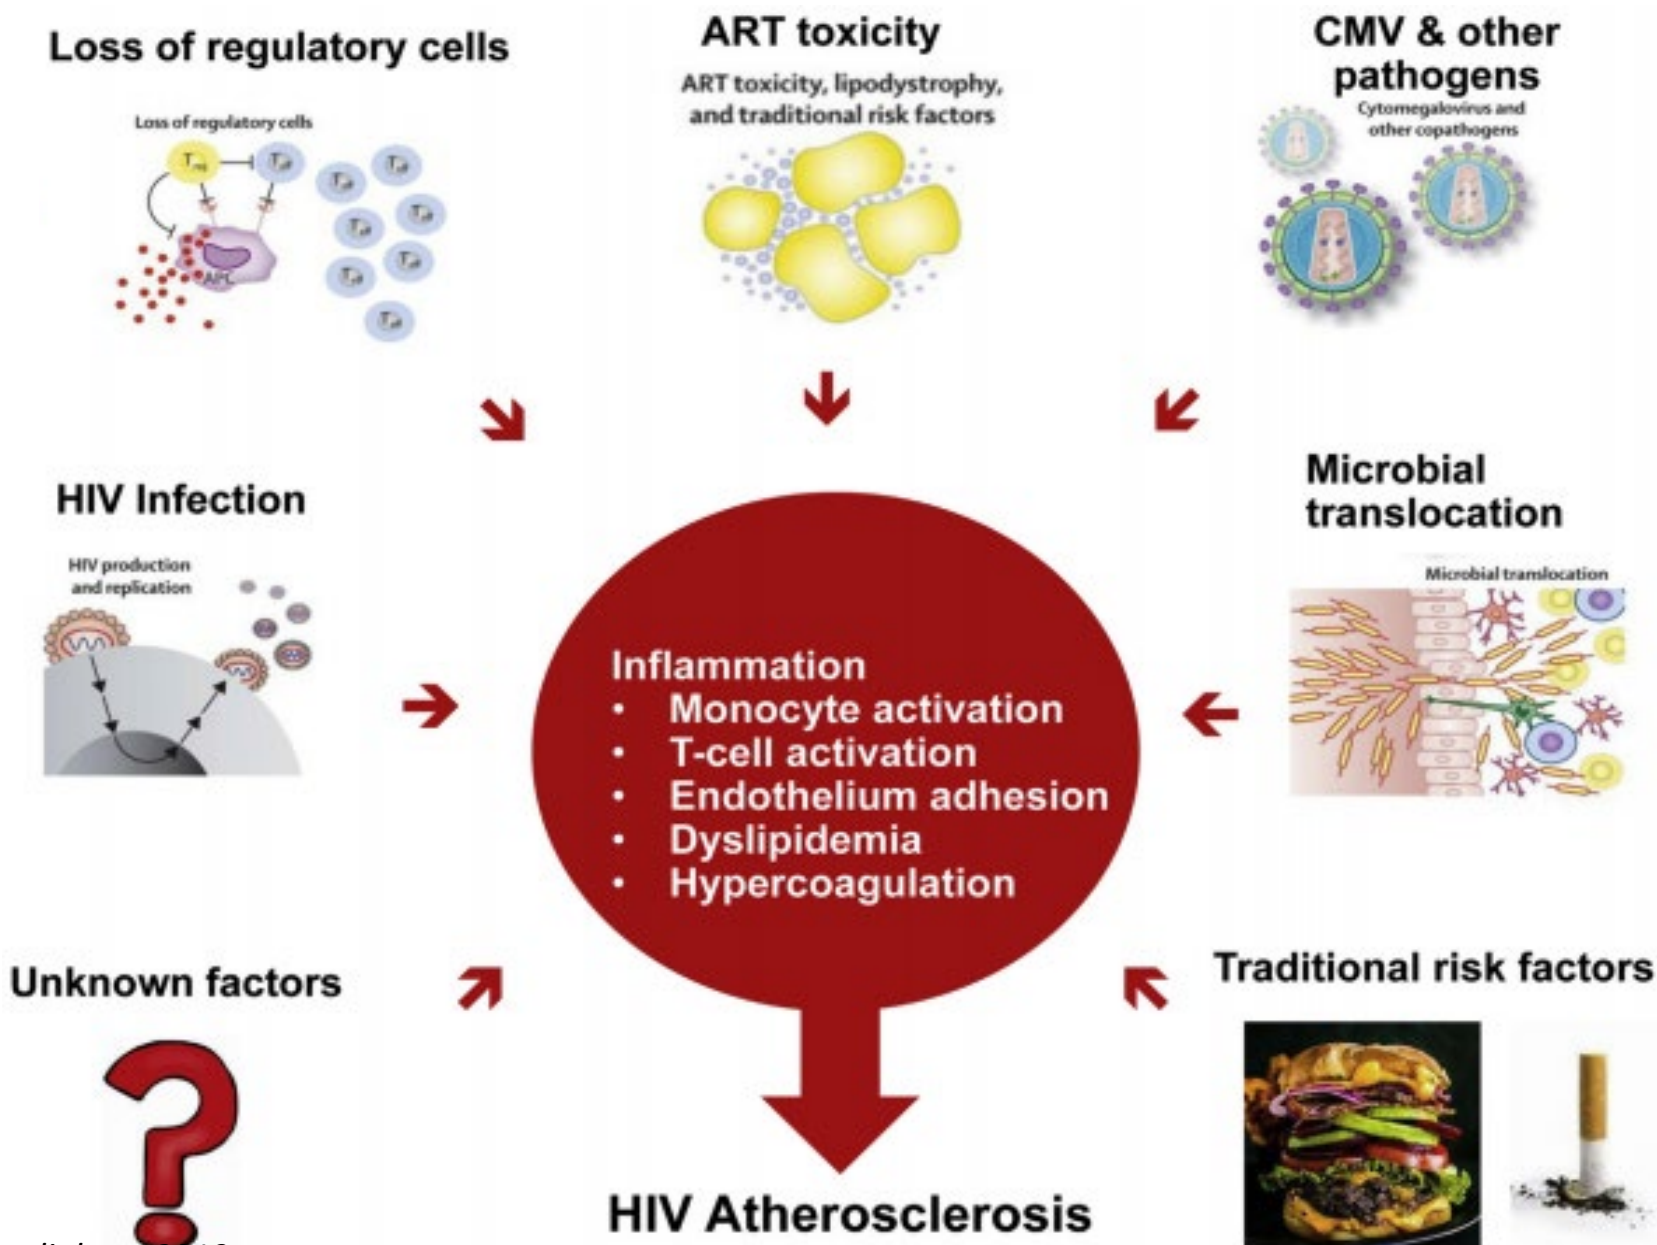 Loss of regulatory cells
Loss of regulatory cells
T
T
APC
ART toxicity
ART toxicity, lipodystrophy,
and traditional risk factors
CMV & other
pathogens
Cytomegalovirus and
other copathogens
HIV Infection
HIV production
and replication
Microbial
translocation
Microbial translocation
Inflammation
• Monocyte activation
• T-cell activation
• Endothelium adhesion
• Dyslipidemia
• Hypercoagulation
Unknown factors
?
Traditional risk factors
HIV Atherosclerosis